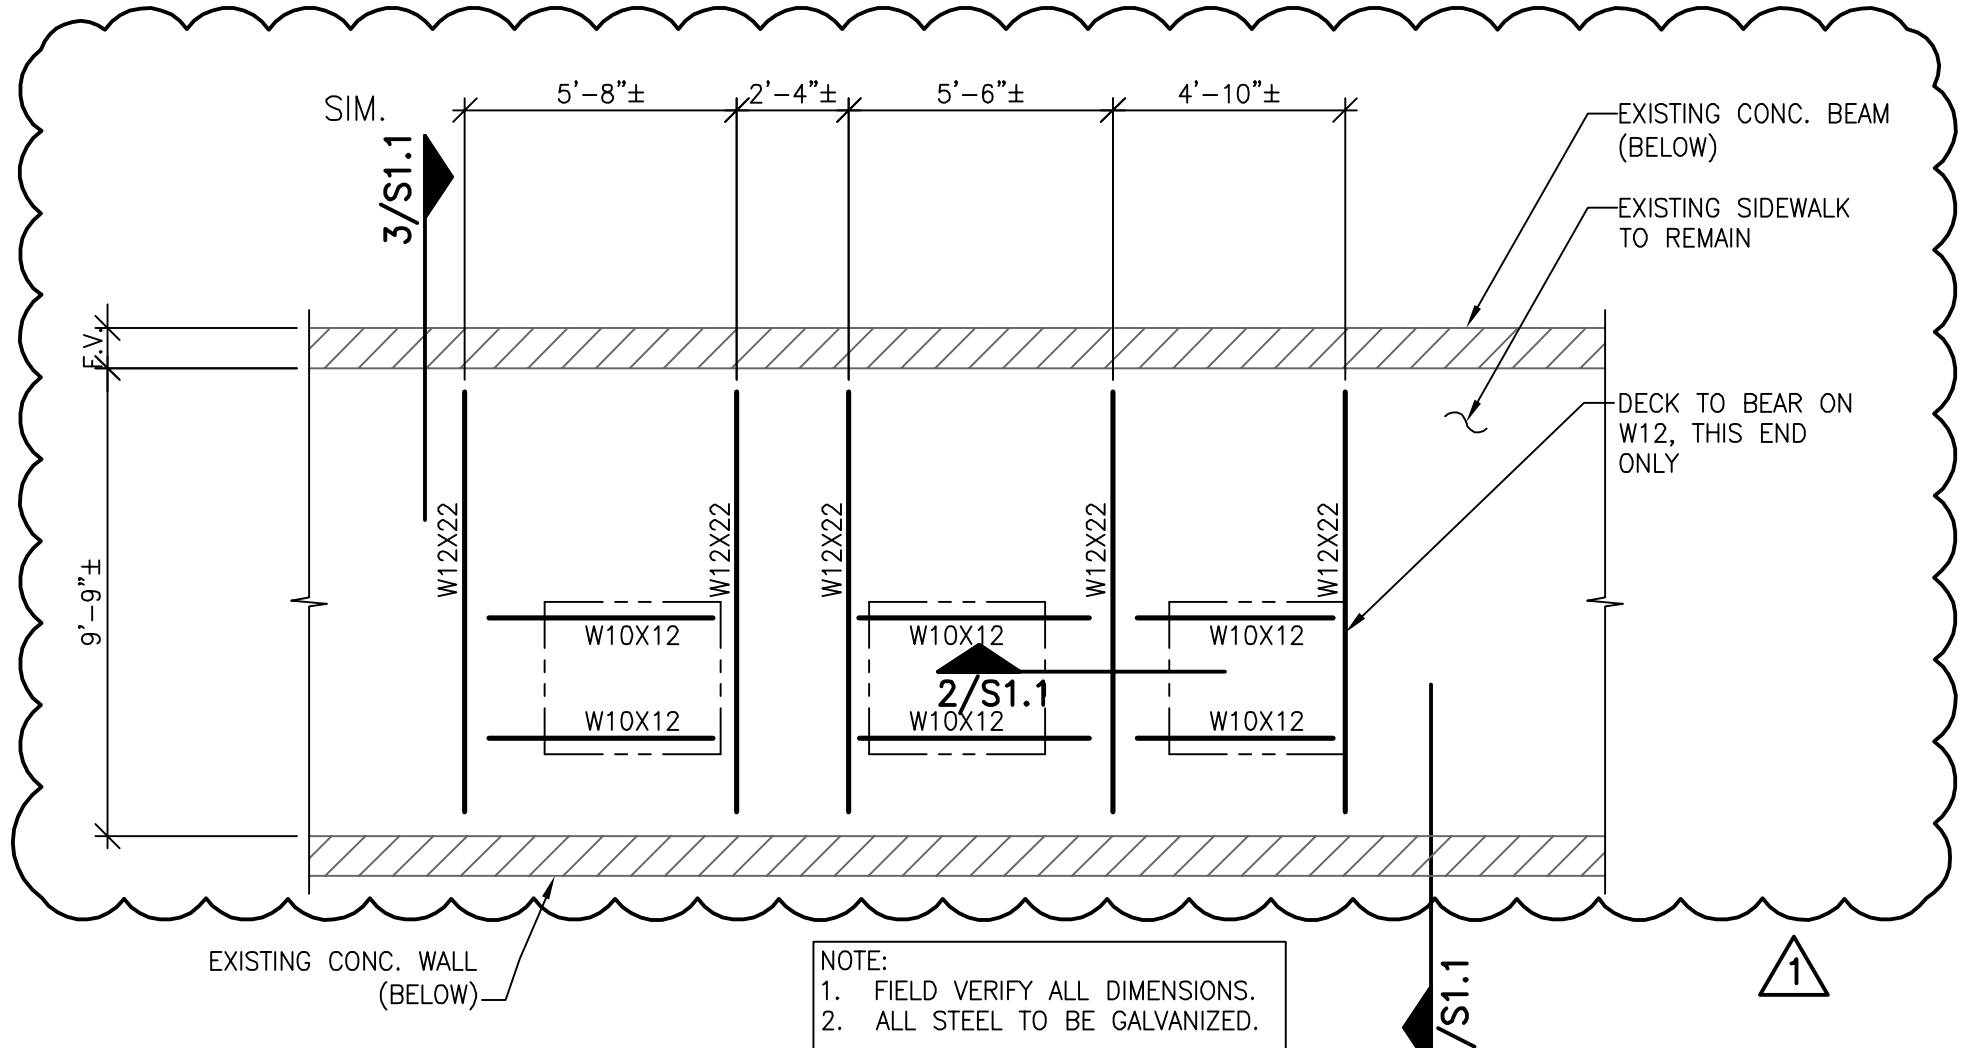 5'-8"±
2'-4"±
5'-6"±
4'-10"±
SIM.
3/S1.1
EXISTING CONC. BEAM
(BELOW)
EXISTING SIDEWALK
TO REMAIN
F.V.
DECK TO BEAR ON
W12, THIS END
ONLY
9'-9"±
W12X22
W12X22
W12X22
W12X22
W12X22
W10X12
W10X12
W10X12
2/S1.1
W10X12
W10X12
W10X12
EXISTING CONC. WALL
(BELOW)
NOTE:
1. FIELD VERIFY ALL DIMENSIONS.
2. ALL STEEL TO BE GALVANIZED.
/S1.1
1